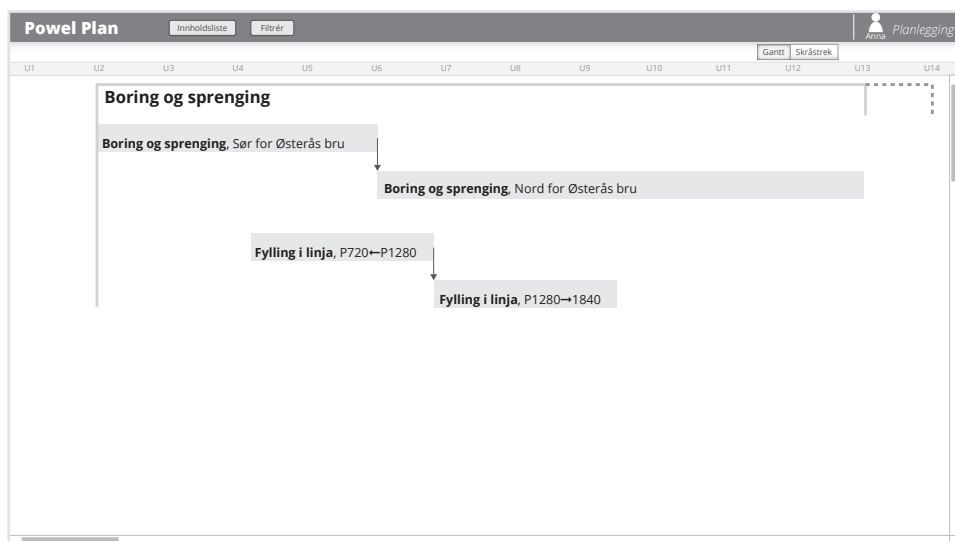 Powel Plan Innholdsliste Filtrér Anna Planlegging
Gantt Skråstrek
U1 U2 U3 U4 U5 U6 U7 U8 U9 U10 U11 U12 U13 U14
Boring og sprenging
Boring og sprenging, Sør for Østerås bru
Boring og sprenging, Nord for Østerås bru
Fylling i linja, P720←P1280
Fylling i linja, P1280→1840